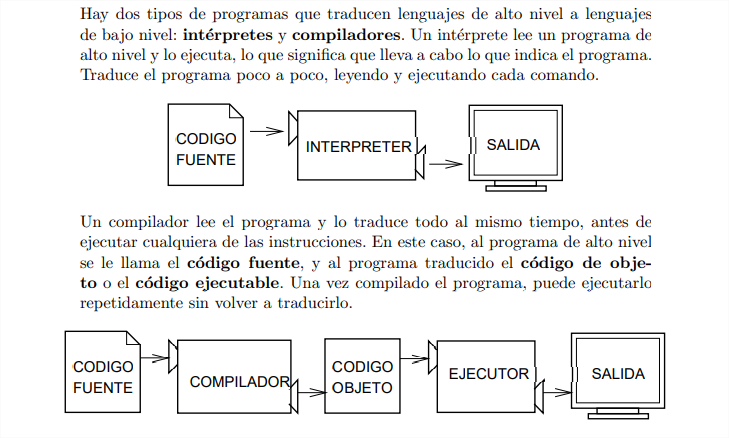 Hay dos tipos de programas que traducen lenguajes de alto nivel a lenguajes
de bajo nivel: intérpretes y compiladores. Un intérprete lee un programa de
alto nivel y lo ejecuta, lo que significa que lleva a cabo lo que indica el programa.
Traduce el programa poco a poco, leyendo y ejecutando cada comando.
CODIGO
FUENTE
INTERPRETER
SALIDA
Un compilador lee el programa y lo traduce todo al mismo tiempo, antes de
ejecutar cualquiera de las instrucciones. En este caso, al programa de alto nivel
se le llama el código fuente, y al programa traducido el código de obje-
to o el código ejecutable. Una vez compilado el programa, puede ejecutarlo
repetidamente sin volver a traducirlo.
CODIGO
FUENTE
COMPILADOR
CODIGO
OBJETO
EJECUTOR
SALIDA